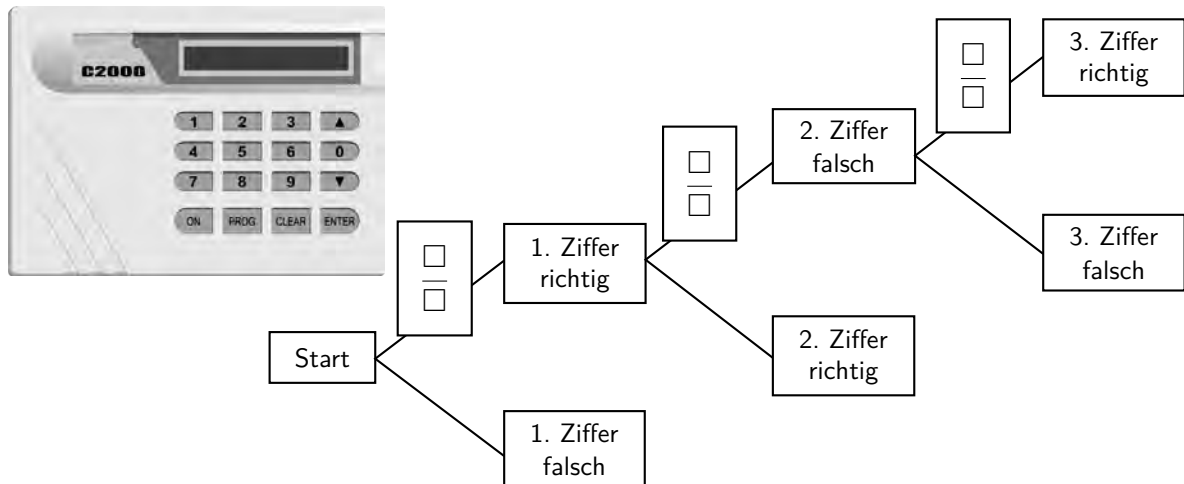 C2000
1 2 3 ▲
4 5 6 0
7 8 9 ▼
ON PROG CLEAR ENTER
3. Ziffer
richtig
□
□
2. Ziffer
falsch
□
□
3. Ziffer
falsch
1. Ziffer
richtig
□
□
2. Ziffer
richtig
Start
1. Ziffer
falsch